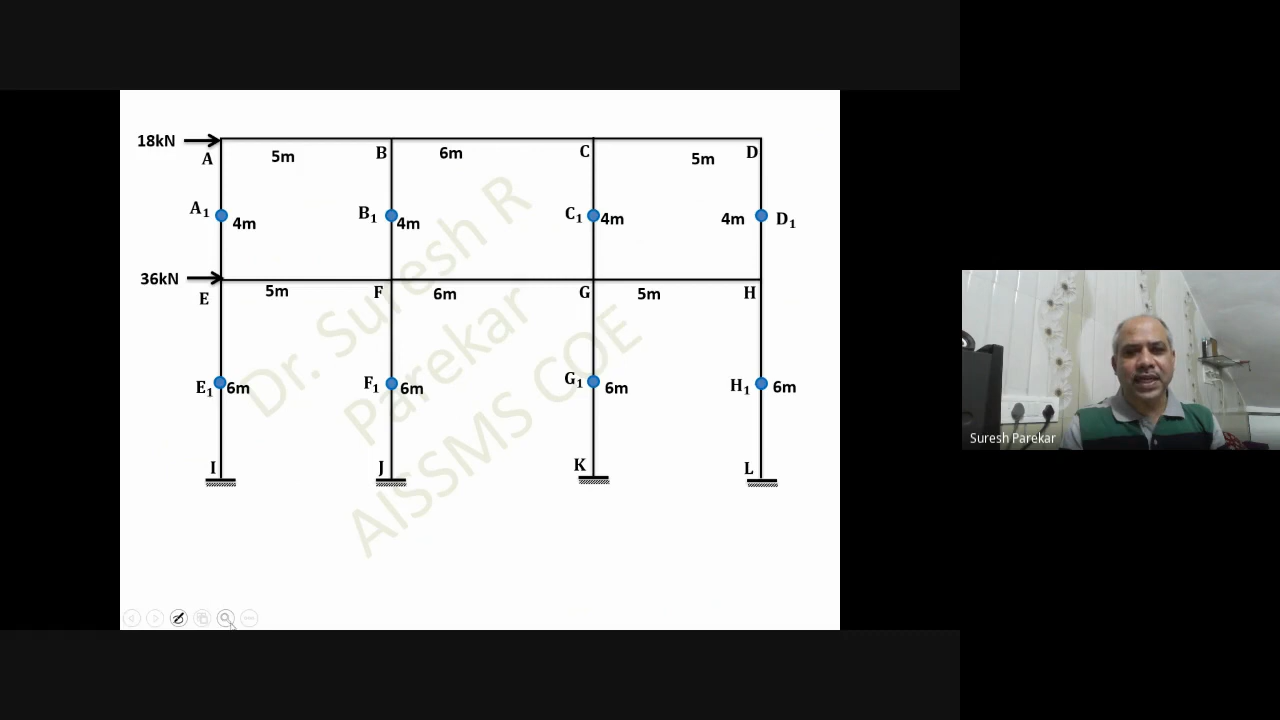 18kN
A
5m
B
6m
C
5m
D
A1
4m
B1
4m
C1
4m
4m
D1
36kN
E
5m
F
6m
G
5m
H
E1
6m
F1
6m
G1
6m
H1
6m
I
J
K
L
Dr. Suresh R
Parekar
AISSMS COE
Suresh Parekar